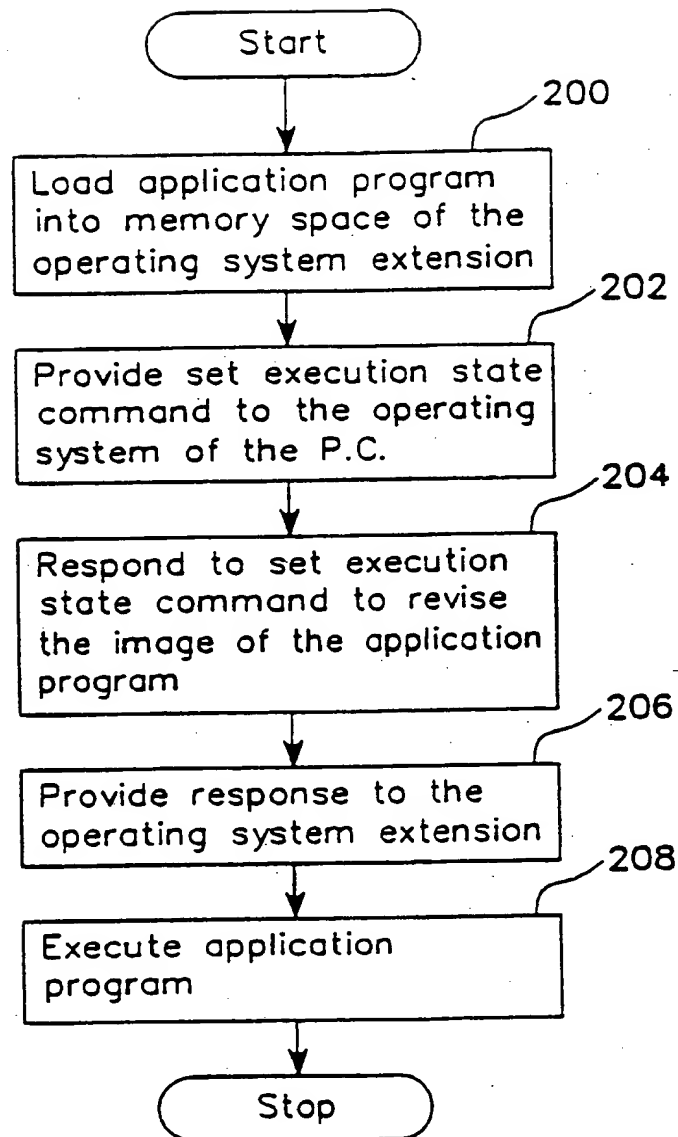 Start
200
Load application program
into memory space of the
operating system extension
202
Provide set execution state
command to the operating
system of the P.C.
204
Respond to set execution
state command to revise
the image of the application
program
206
Provide response to the
operating system extension
208
Execute application
program
Stop